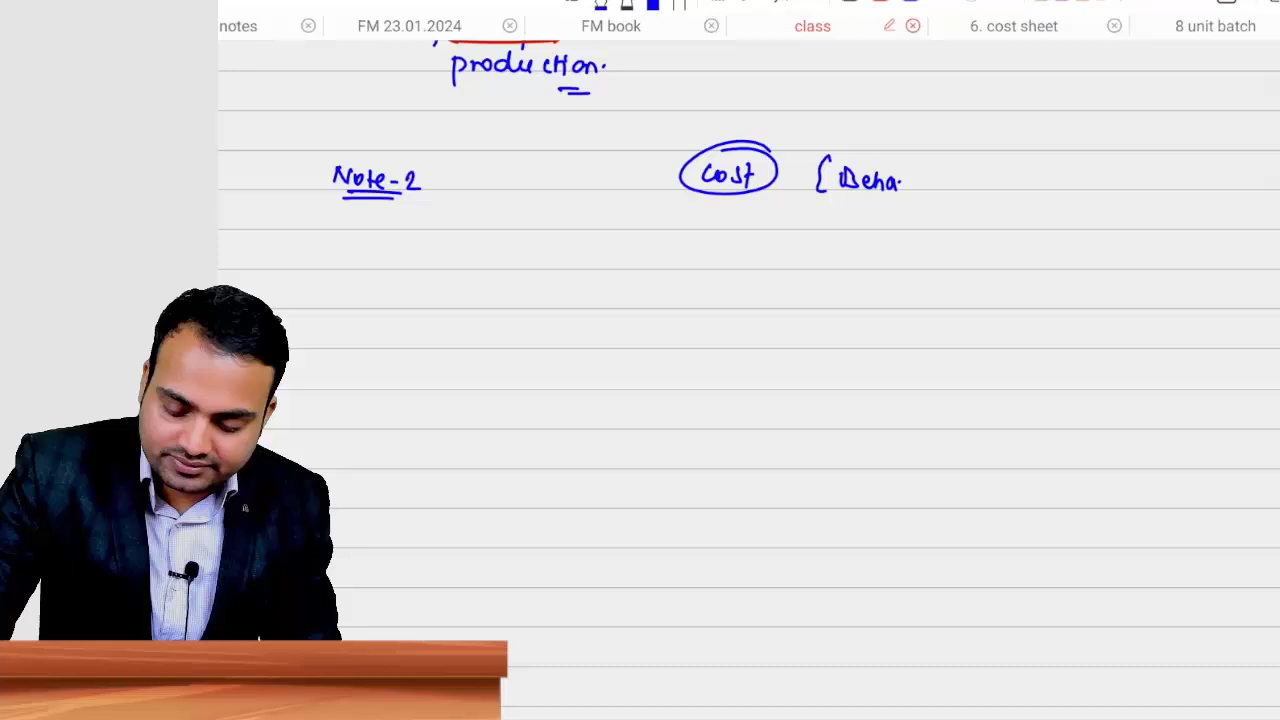 notes FM 23.01.2024 FM book class 6. cost sheet 8 unit batch
production.
Note-2 Cost { Beha.